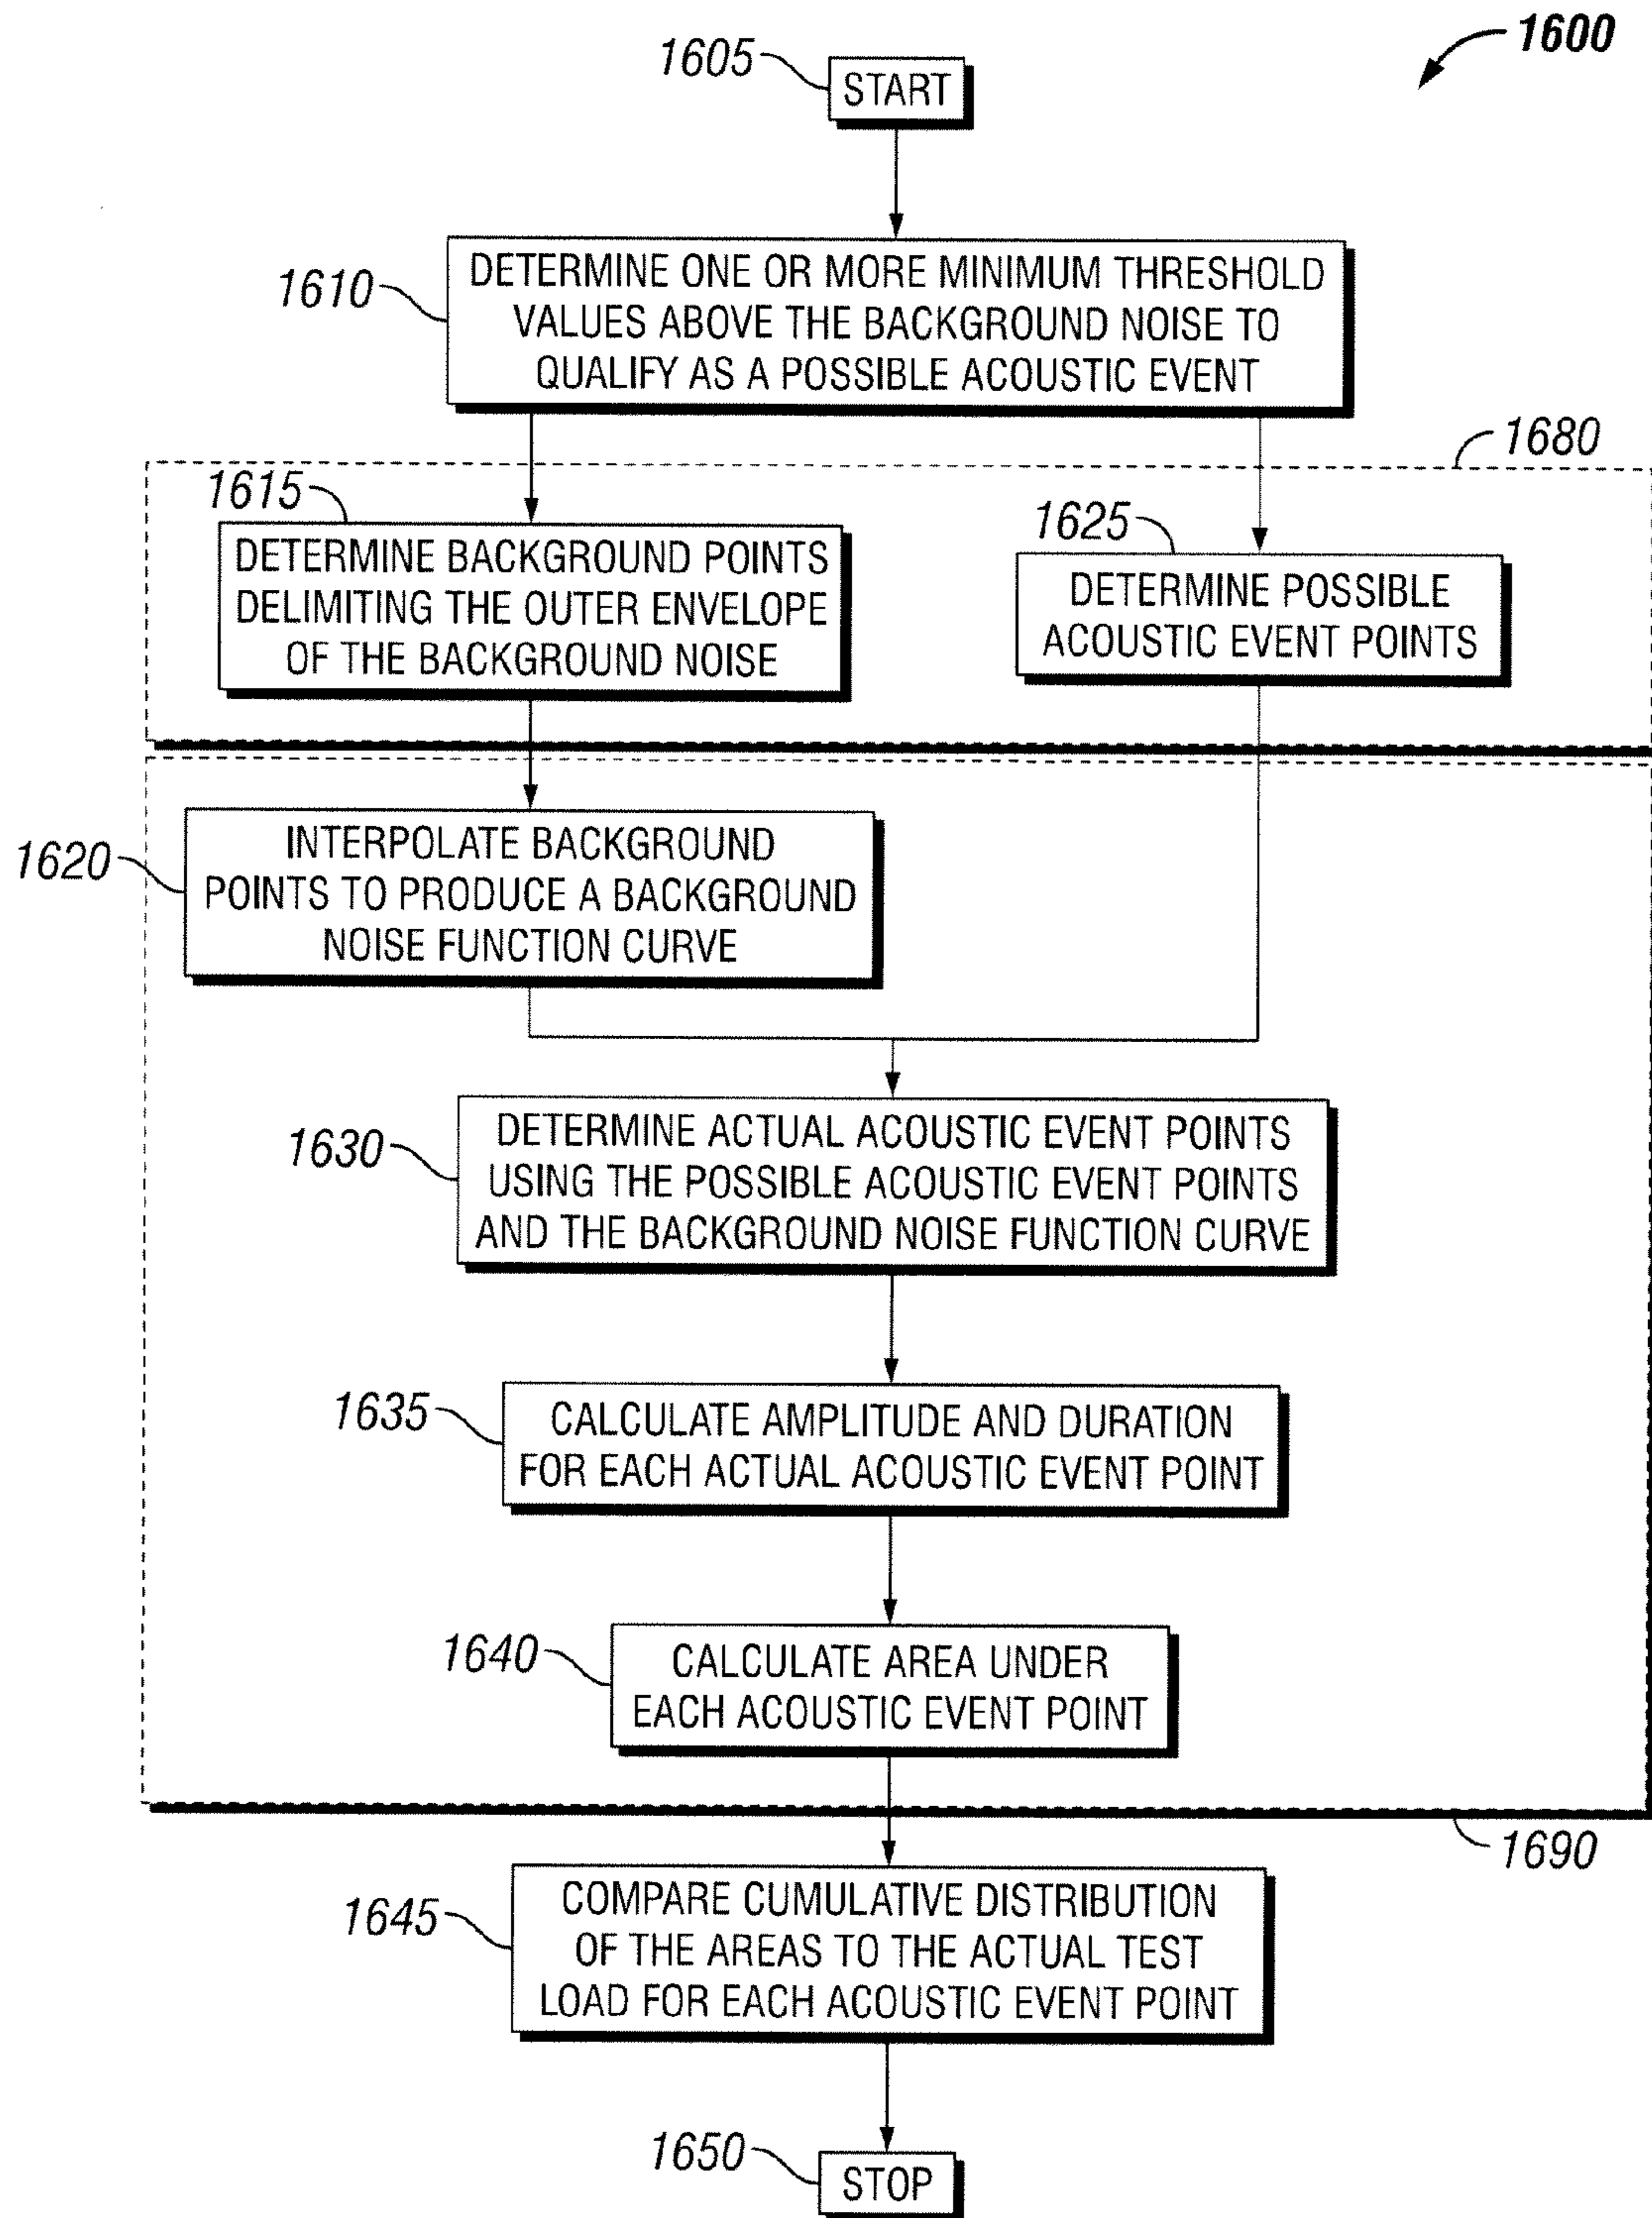 1600
1605
START
1610
DETERMINE ONE OR MORE MINIMUM THRESHOLD
VALUES ABOVE THE BACKGROUND NOISE TO
QUALIFY AS A POSSIBLE ACOUSTIC EVENT
1680
1615
DETERMINE BACKGROUND POINTS
DELIMITING THE OUTER ENVELOPE
OF THE BACKGROUND NOISE
1625
DETERMINE POSSIBLE
ACOUSTIC EVENT POINTS
1620
INTERPOLATE BACKGROUND
POINTS TO PRODUCE A BACKGROUND
NOISE FUNCTION CURVE
1630
DETERMINE ACTUAL ACOUSTIC EVENT POINTS
USING THE POSSIBLE ACOUSTIC EVENT POINTS
AND THE BACKGROUND NOISE FUNCTION CURVE
1635
CALCULATE AMPLITUDE AND DURATION
FOR EACH ACTUAL ACOUSTIC EVENT POINT
1640
CALCULATE AREA UNDER
EACH ACOUSTIC EVENT POINT
1690
1645
COMPARE CUMULATIVE DISTRIBUTION
OF THE AREAS TO THE ACTUAL TEST
LOAD FOR EACH ACOUSTIC EVENT POINT
1650
STOP